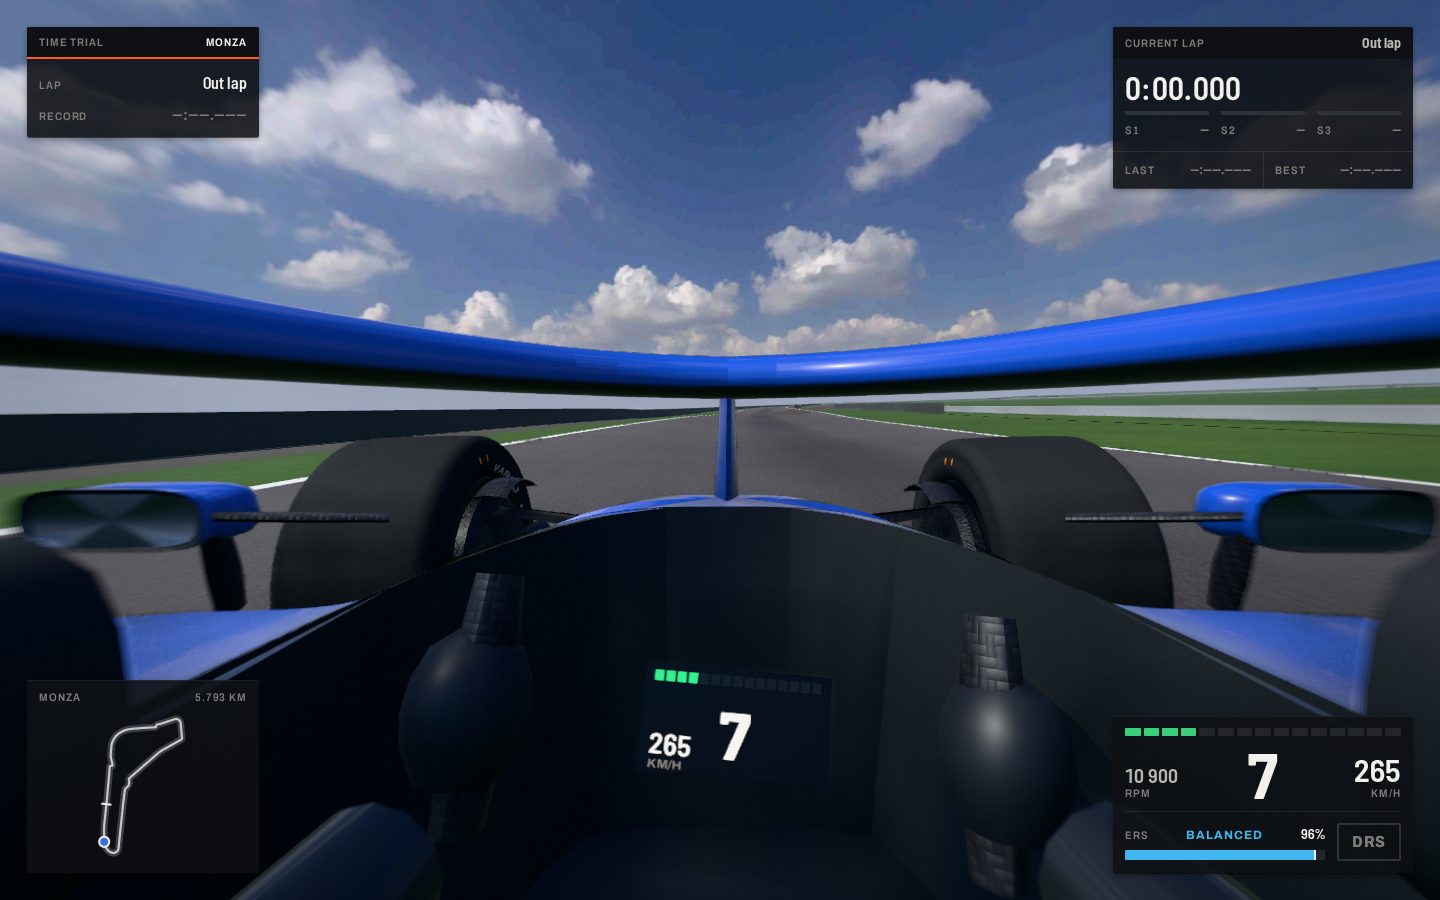 TIME TRIAL MONZA
LAP Out lap
RECORD –:––.–––
CURRENT LAP Out lap
0:00.000
S1 – S2 – S3 –
LAST –:––.––– BEST –:––.–––
MONZA 5.793 KM
265 7
KM/H
10 900 7 265
RPM KM/H
ERS BALANCED 96% DRS